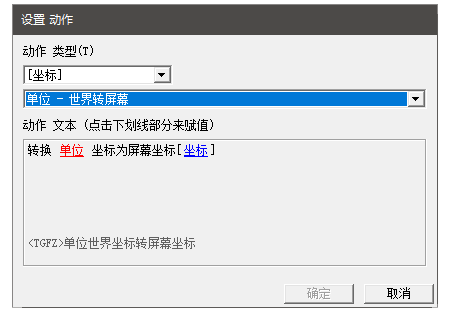 设置 动作
动作 类型(T)
[坐标]
单位 - 世界转屏幕
动作 文本 (点击下划线部分来赋值)
转换 单位 坐标为屏幕坐标[坐标]
<TGFZ>单位世界坐标转屏幕坐标
确定 取消